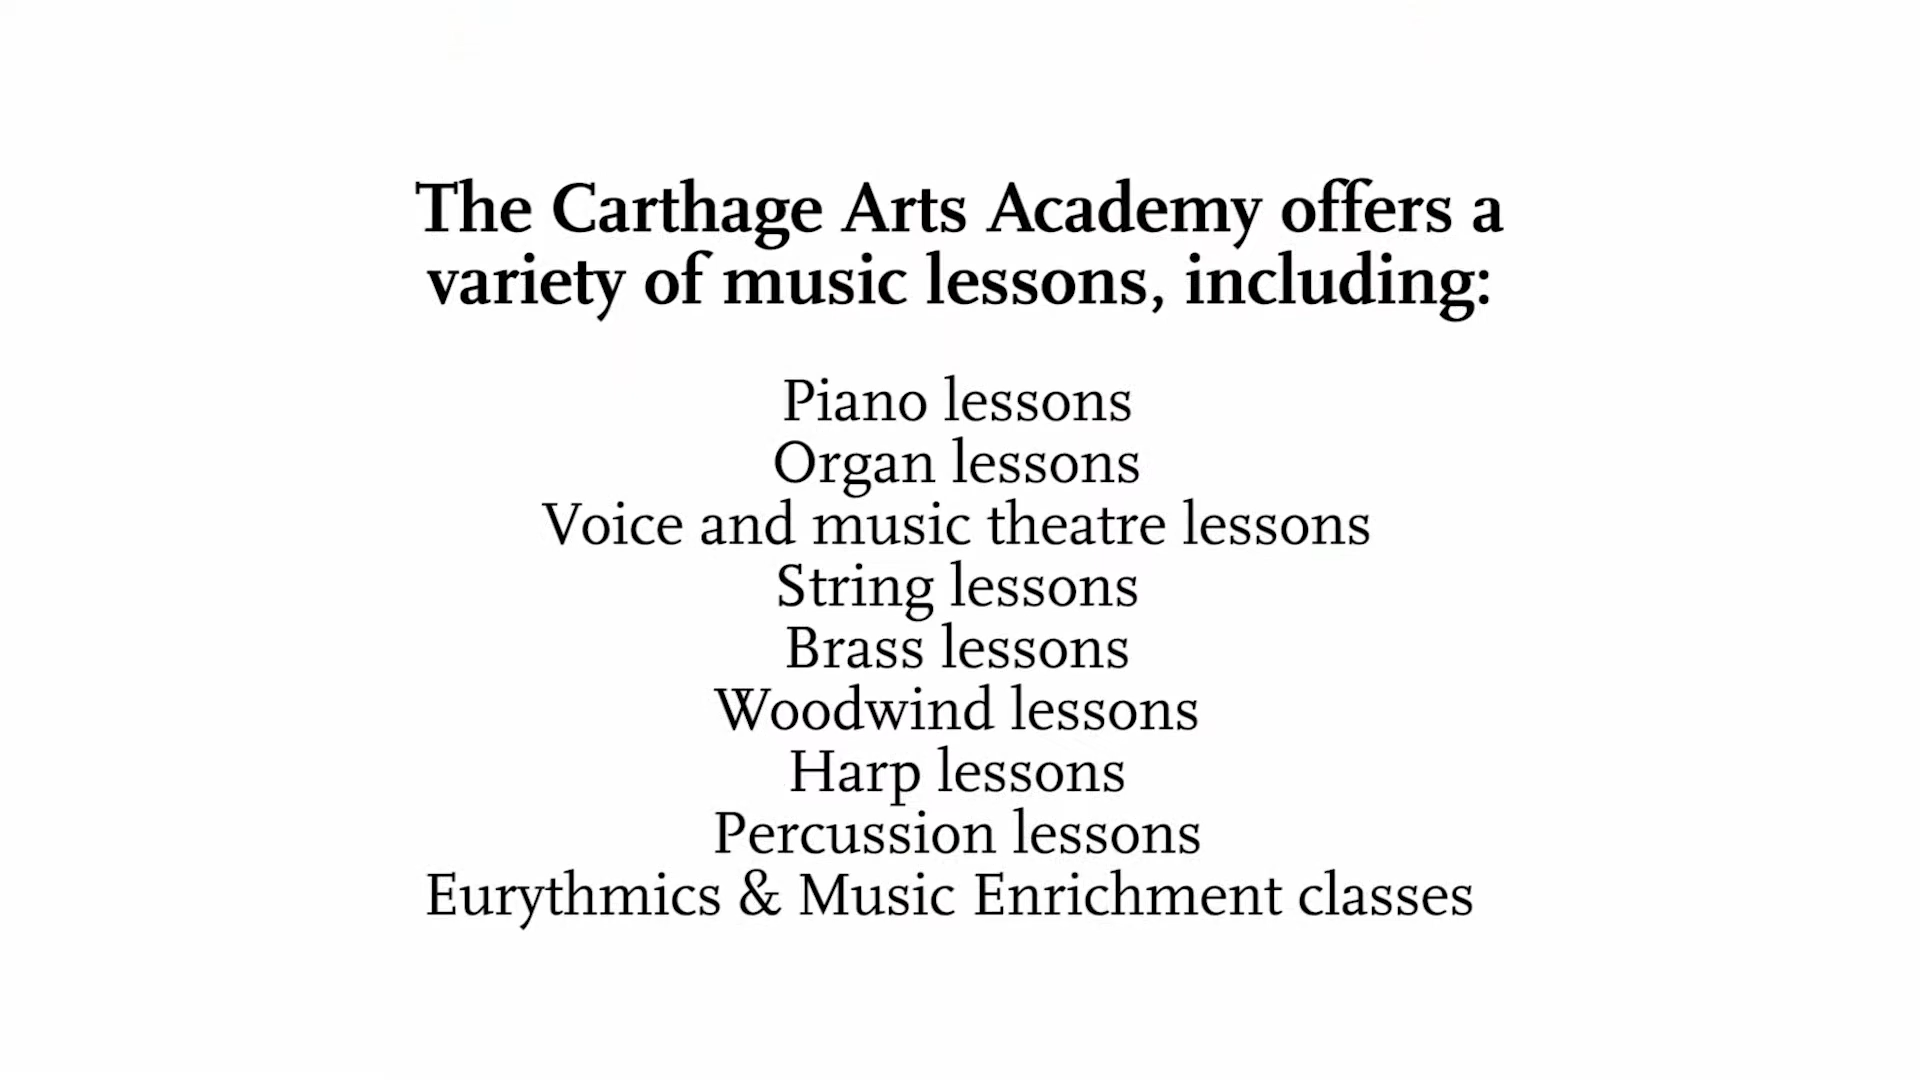 The Carthage Arts Academy offers a
variety of music lessons, including:
Piano lessons
Organ lessons
Voice and music theatre lessons
String lessons
Brass lessons
Woodwind lessons
Harp lessons
Percussion lessons
Eurythmics & Music Enrichment classes